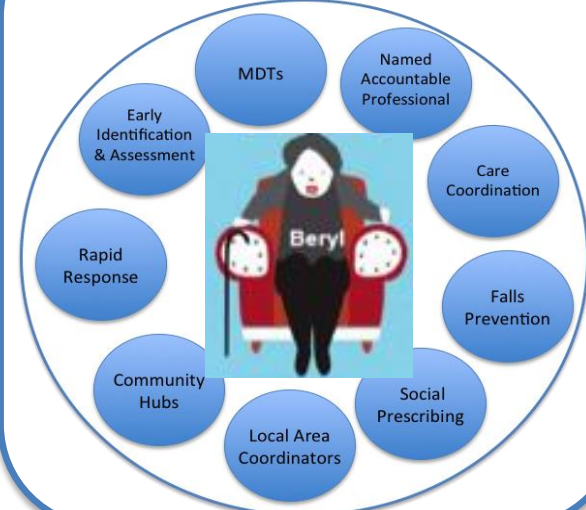 MDTs
Named
Accountable
Professional
Early
Identification
& Assessment
Care
Coordination
Beryl
Rapid
Response
Falls
Prevention
Community
Hubs
Social
Prescribing
Local Area
Coordinators